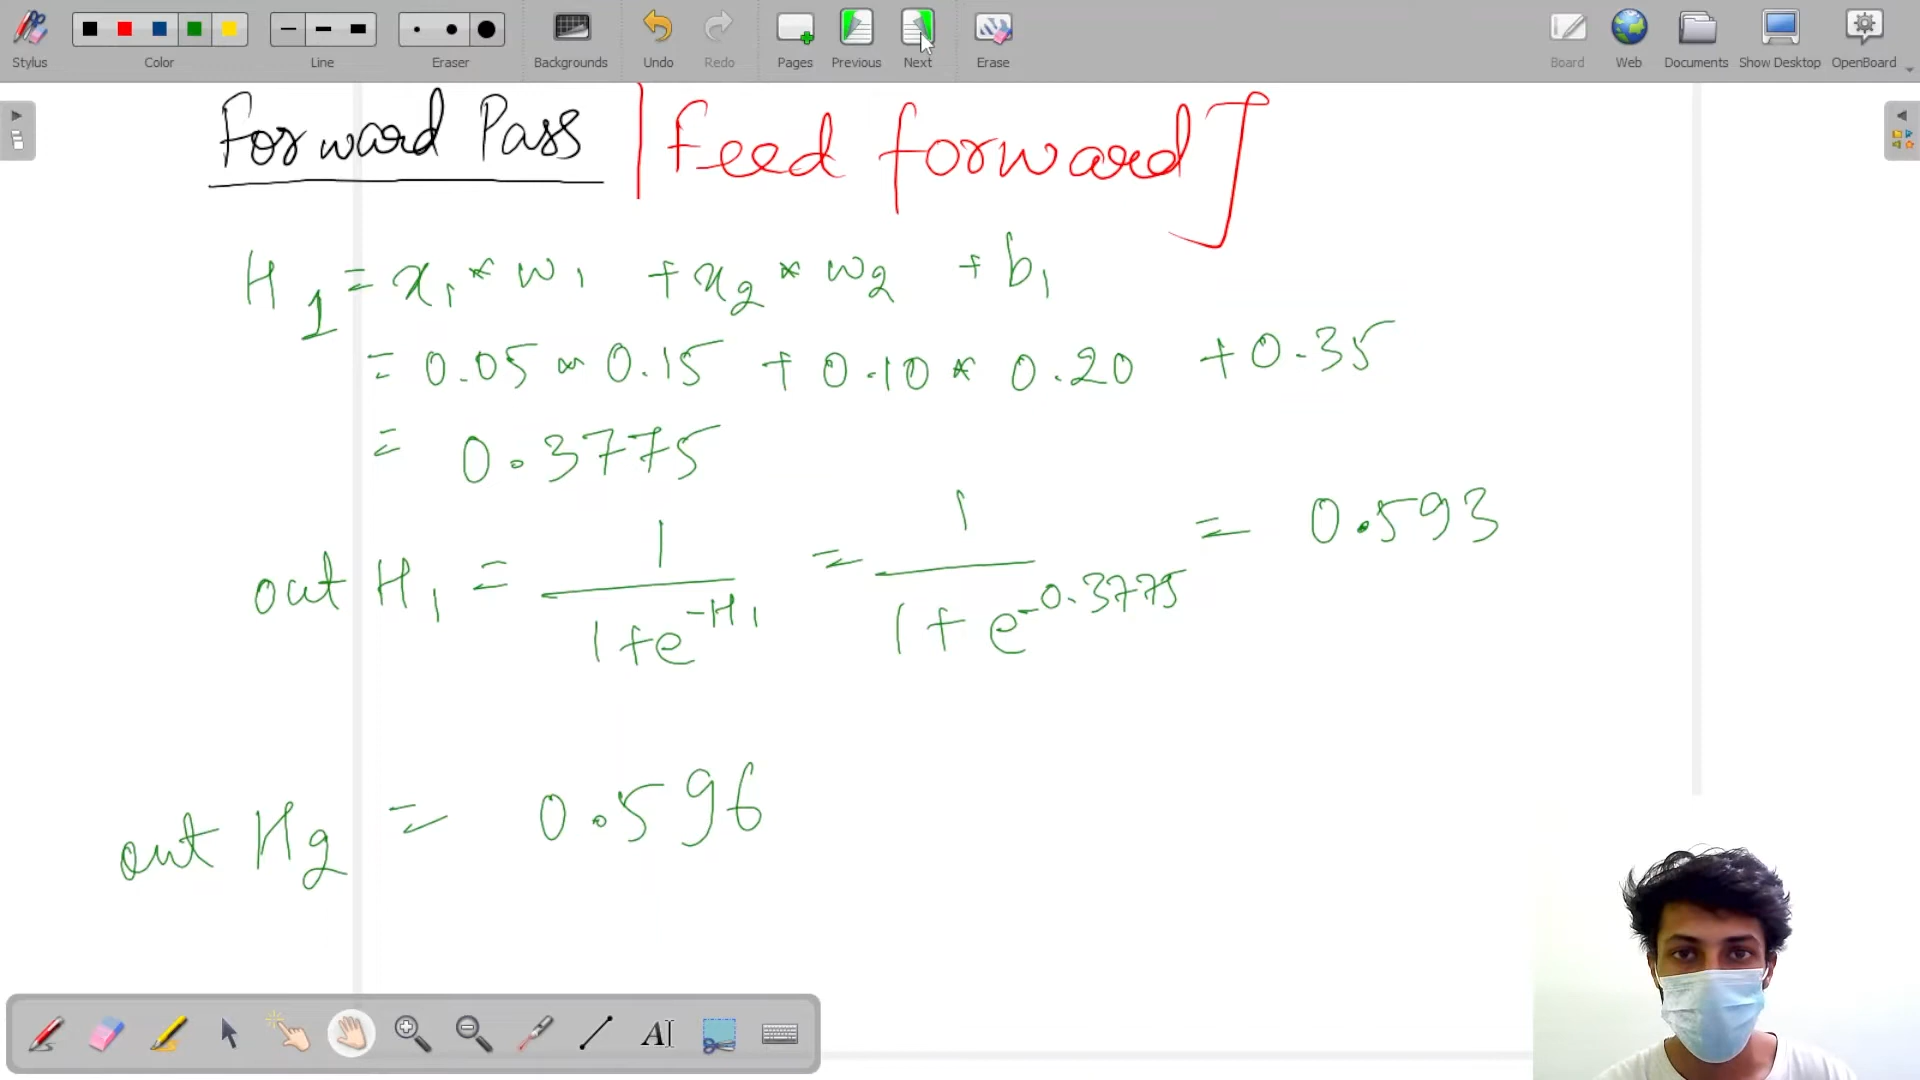 Stylus Color Line Eraser Backgrounds Undo Redo Pages Previous Next Erase Board Web Documents Show Desktop OpenBoard
Forward Pass [feed forward]
H1 = x1 * w1 + x2 * w2 + b1
= 0.05 * 0.15 + 0.10 * 0.20 + 0.35
= 0.3775
out H1 = 1/(1+e^-H1) = 1/(1+e^-0.3775) = 0.593
out H2 = 0.596
AI